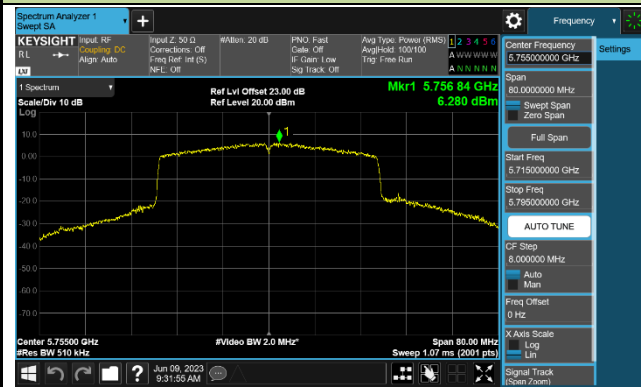 Spectrum Analyzer 1
Swept SA
Frequency
KEYSIGHT
RL
LXI
Input: RF
Coupling: DC
Align: Auto
Input Z: 50 Ω
Corrections: Off
Freq Ref: Int (S)
NFE: Off
#Atten: 20 dB
PNO: Fast
Gate: Off
IF Gain: Low
Sig Track: Off
Avg Type: Power (RMS)
Avg|Hold: 100/100
Trig: Free Run
1 2 3 4 5 6
A W W W W W
A N N N N N
1 Spectrum
Scale/Div 10 dB
Log
Ref Lvl Offset 23.00 dB
Ref Level 20.00 dBm
Mkr1 5.756 84 GHz
6.280 dBm
1
10.0
0.00
-10.0
-20.0
-30.0
-40.0
-50.0
-60.0
-70.0
Center 5.75500 GHz
#Res BW 510 kHz
#Video BW 2.0 MHz*
Span 80.00 MHz
Sweep 1.07 ms (2001 pts)
Center Frequency
5.755000000 GHz
Settings
Span
80.0000000 MHz
Swept Span
Zero Span
Full Span
Start Freq
5.715000000 GHz
Stop Freq
5.795000000 GHz
AUTO TUNE
CF Step
8.000000 MHz
Auto
Man
Freq Offset
0 Hz
X Axis Scale
Log
Lin
Signal Track
(Span Zoom)
?
Jun 09, 2023
9:31:55 AM